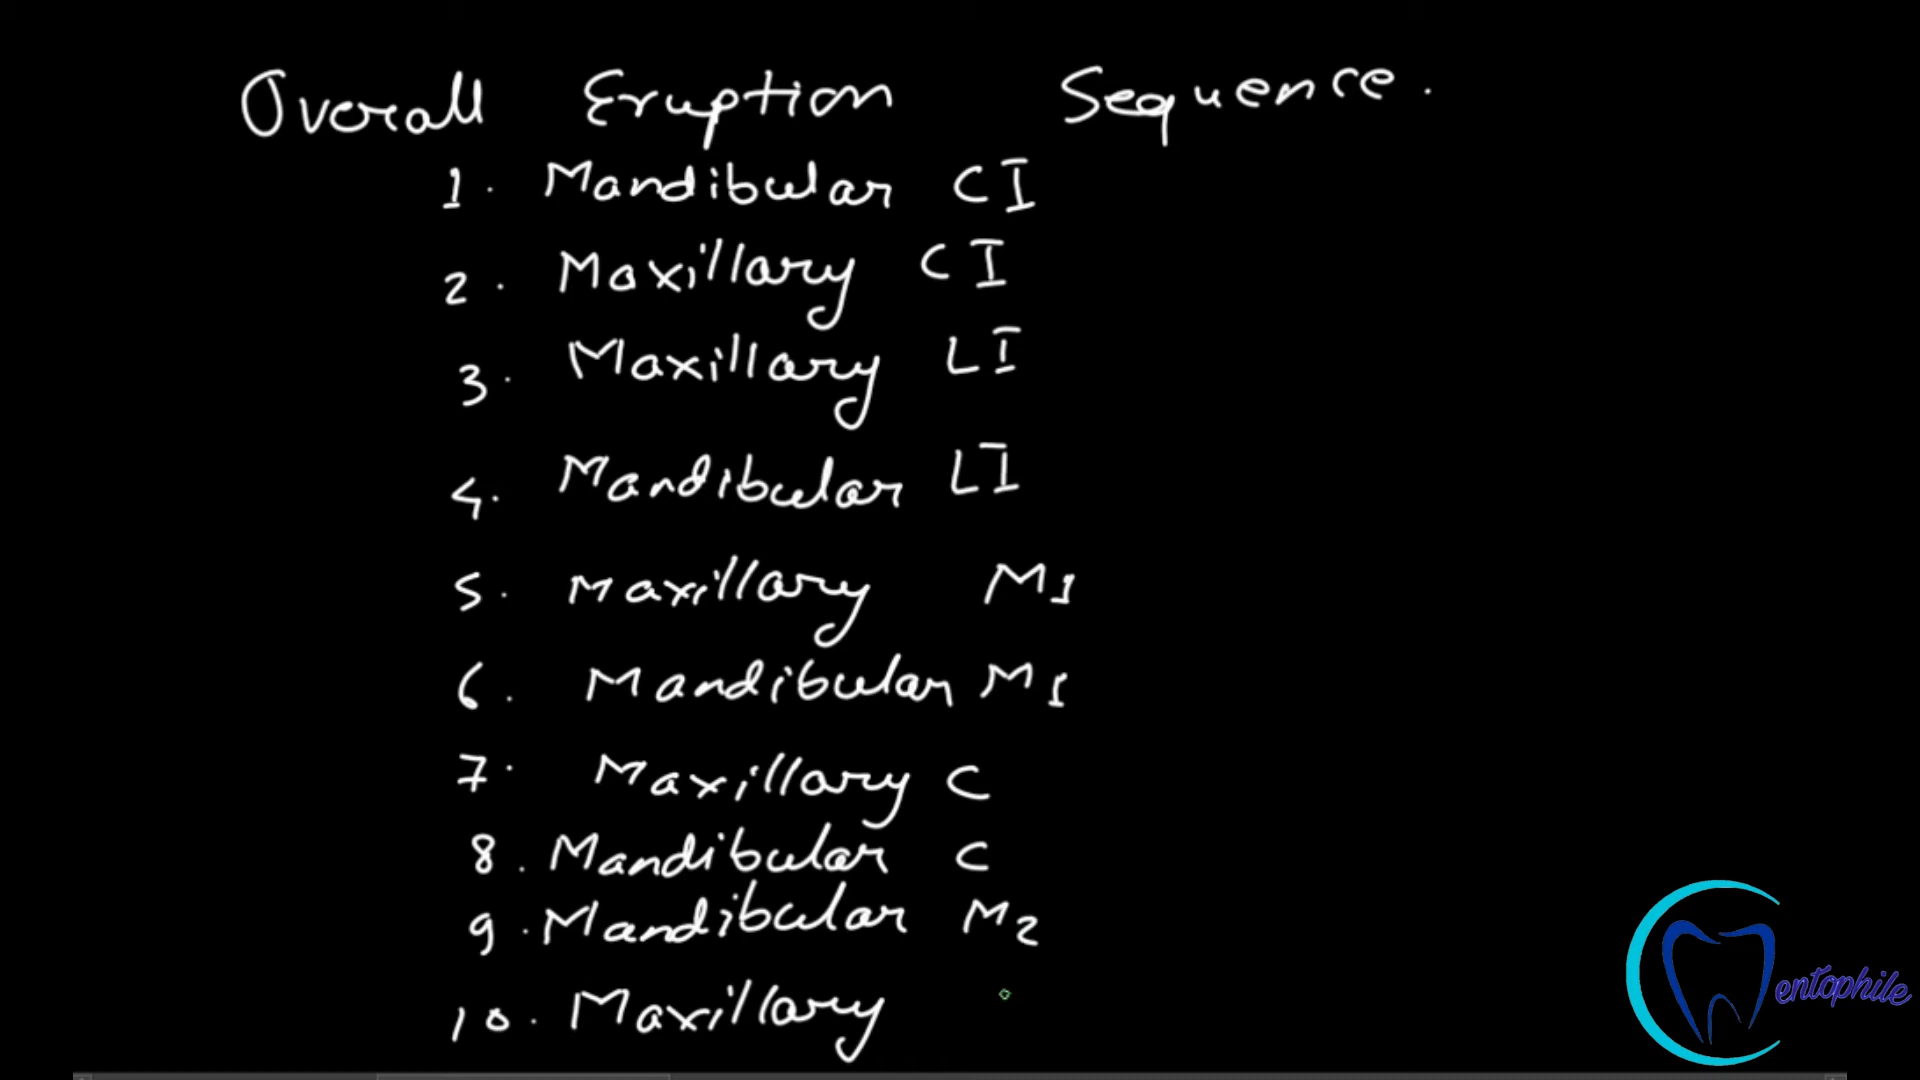 Overall Eruption Sequence.
1. Mandibular CI
2. Maxillary CI
3. Maxillary LI
4. Mandibular LI
5. Maxillary M1
6. Mandibular M1
7. Maxillary C
8. Mandibular C
9. Mandibular M2
10. Maxillary
entophile